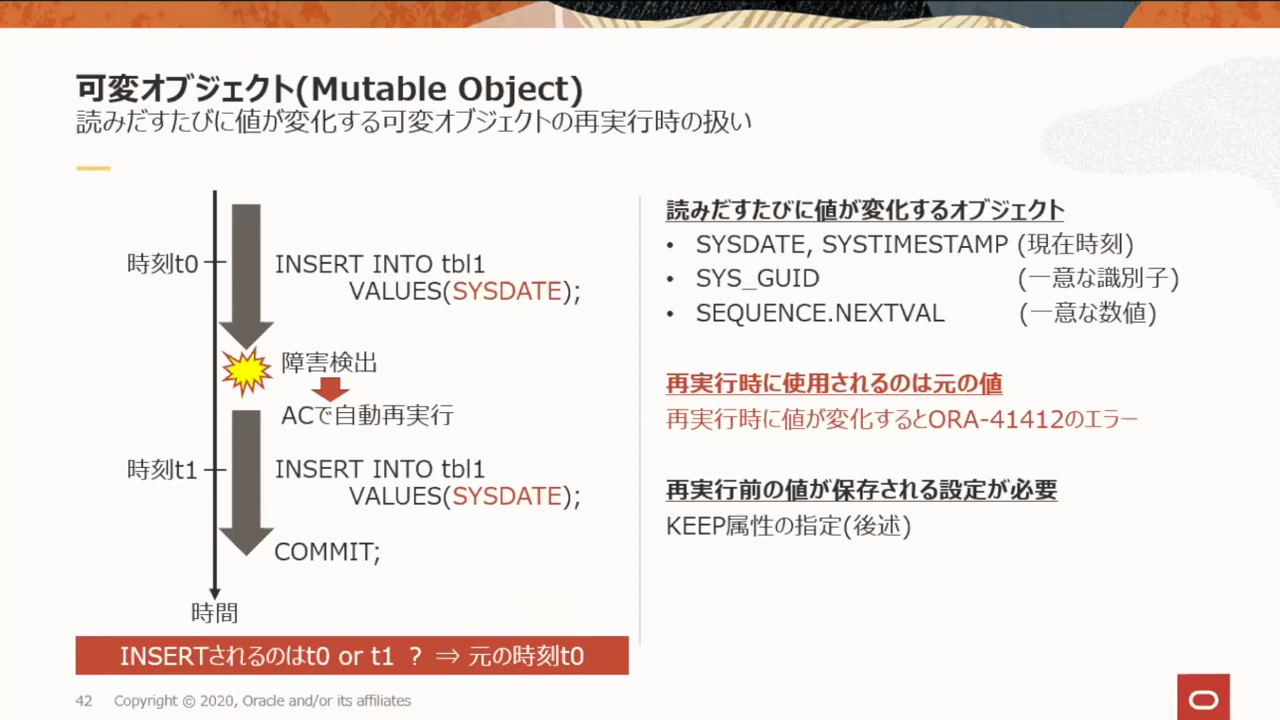 可変オブジェクト(Mutable Object)
読みだすたびに値が変化する可変オブジェクトの再実行時の扱い
時刻t0
INSERT INTO tbl1
VALUES(SYSDATE);
障害検出
ACで自動再実行
時刻t1
INSERT INTO tbl1
VALUES(SYSDATE);
COMMIT;
時間
INSERTされるのはt0 or t1 ？ ⇒ 元の時刻t0
読みだすたびに値が変化するオブジェクト
• SYSDATE, SYSTIMESTAMP (現在時刻)
• SYS_GUID (一意な識別子)
• SEQUENCE.NEXTVAL (一意な数値)
再実行時に使用されるのは元の値
再実行時に値が変化するとORA-41412のエラー
再実行前の値が保存される設定が必要
KEEP属性の指定(後述)
42 Copyright © 2020, Oracle and/or its affiliates